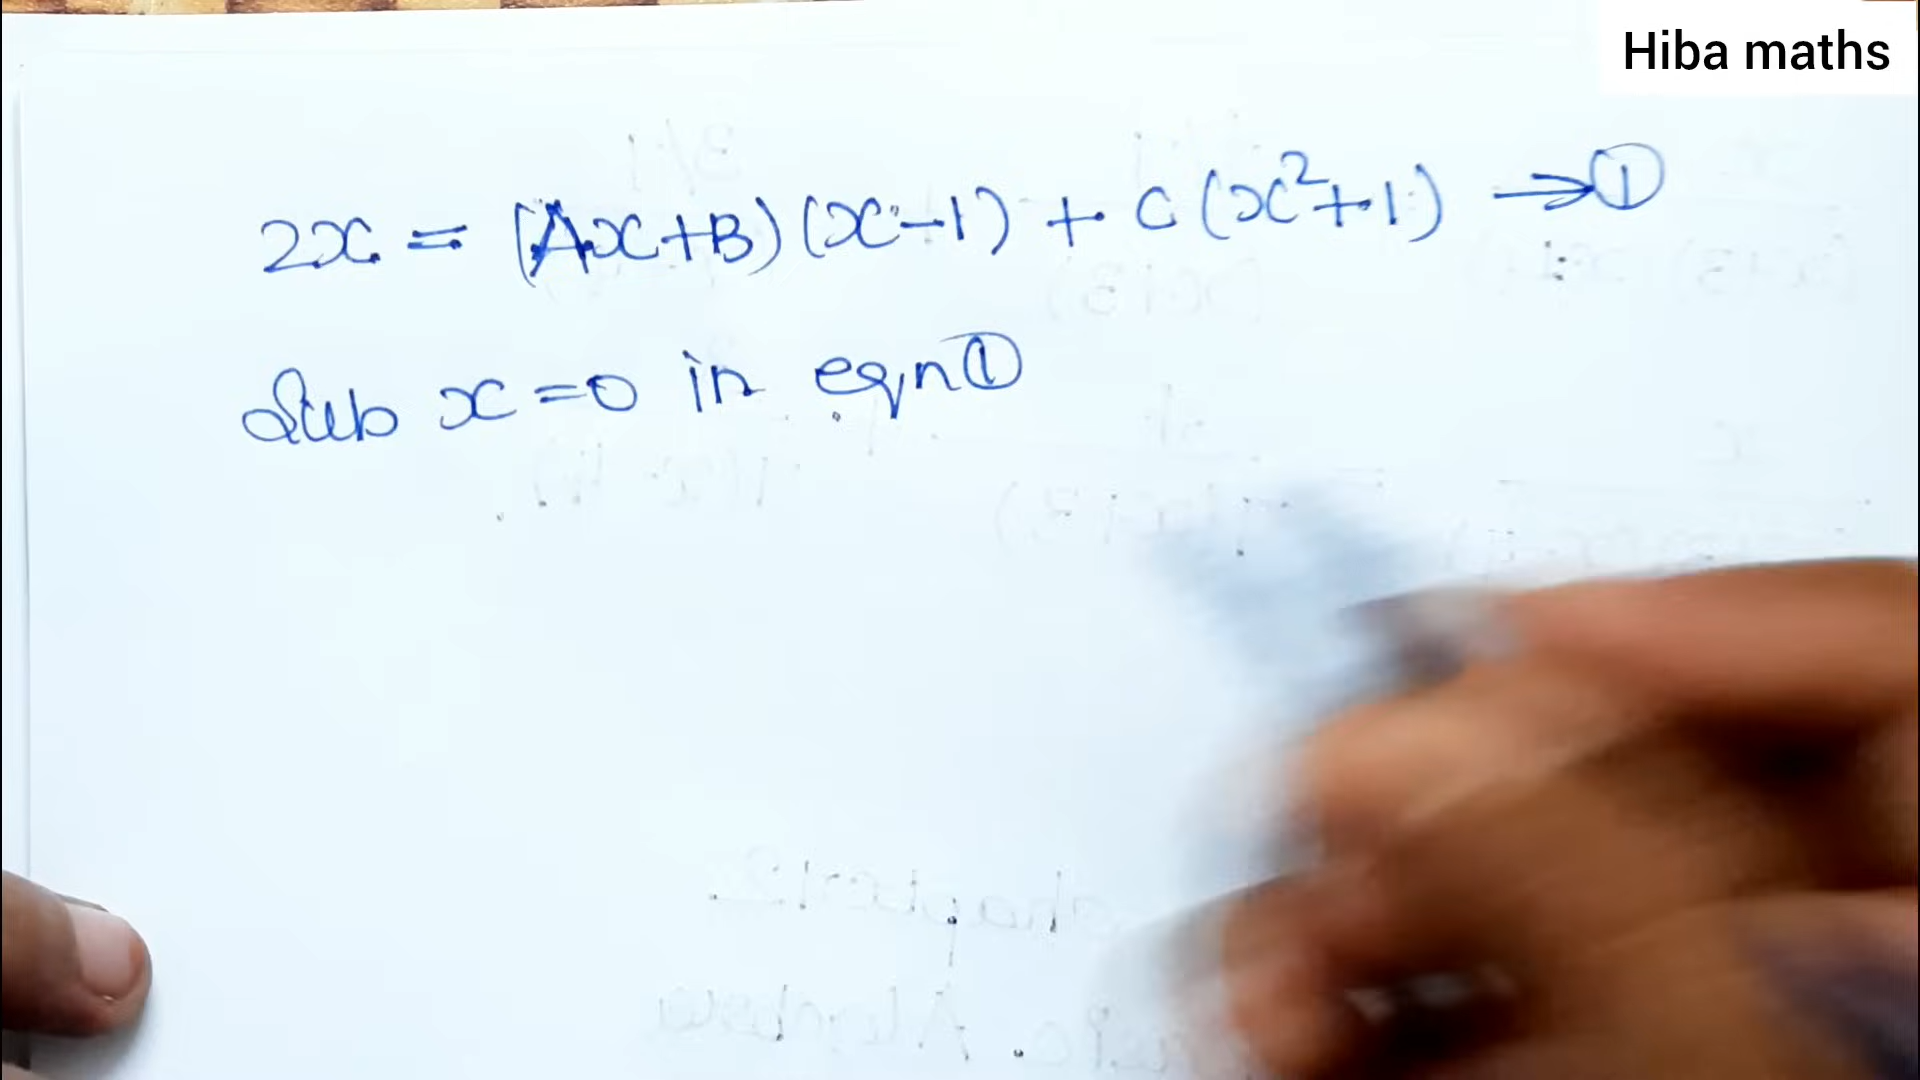 Hiba maths
2x = (Ax+B)(x-1) + C(x²+1) → ①
Sub x=0 in eqn①